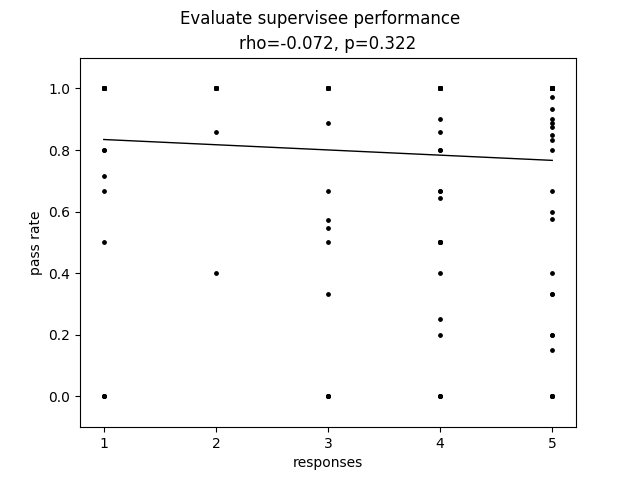 Evaluate supervisee performance
rho=-0.072, p=0.322
pass rate
1.0
0.8
0.6
0.4
0.2
0.0
1 2 3 4 5
responses